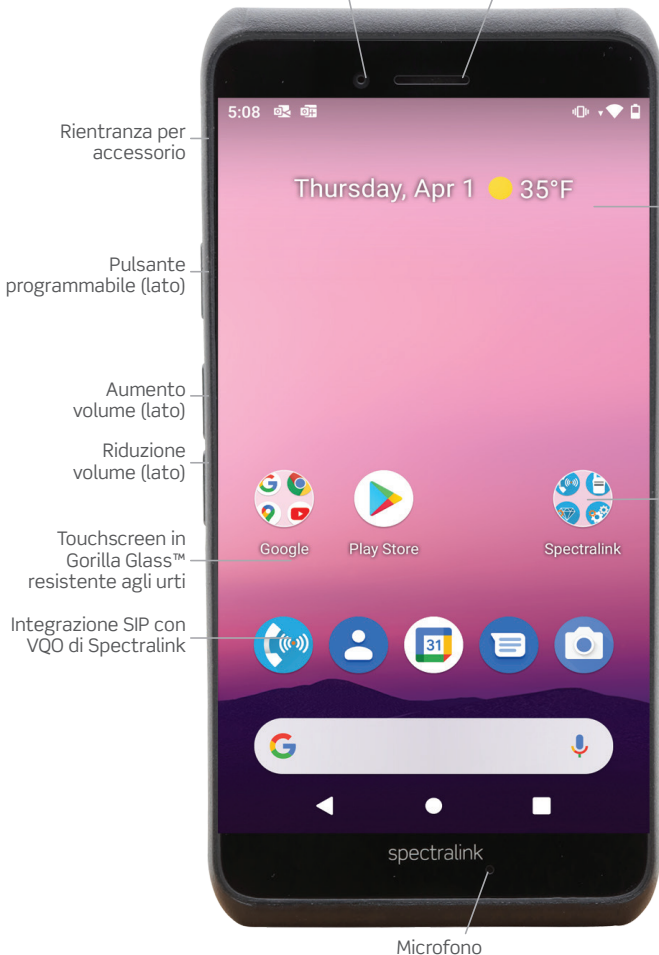 5:08
Thursday, Apr 1 35°F
Rientranza per
accessorio
Pulsante
programmabile (lato)
Aumento
volume (lato)
Riduzione
volume (lato)
Touchscreen in
Gorilla Glass™
resistente agli urti
Integrazione SIP con
VQO di Spectralink
Google
Play Store
Spectralink
31
G
spectralink
Microfono